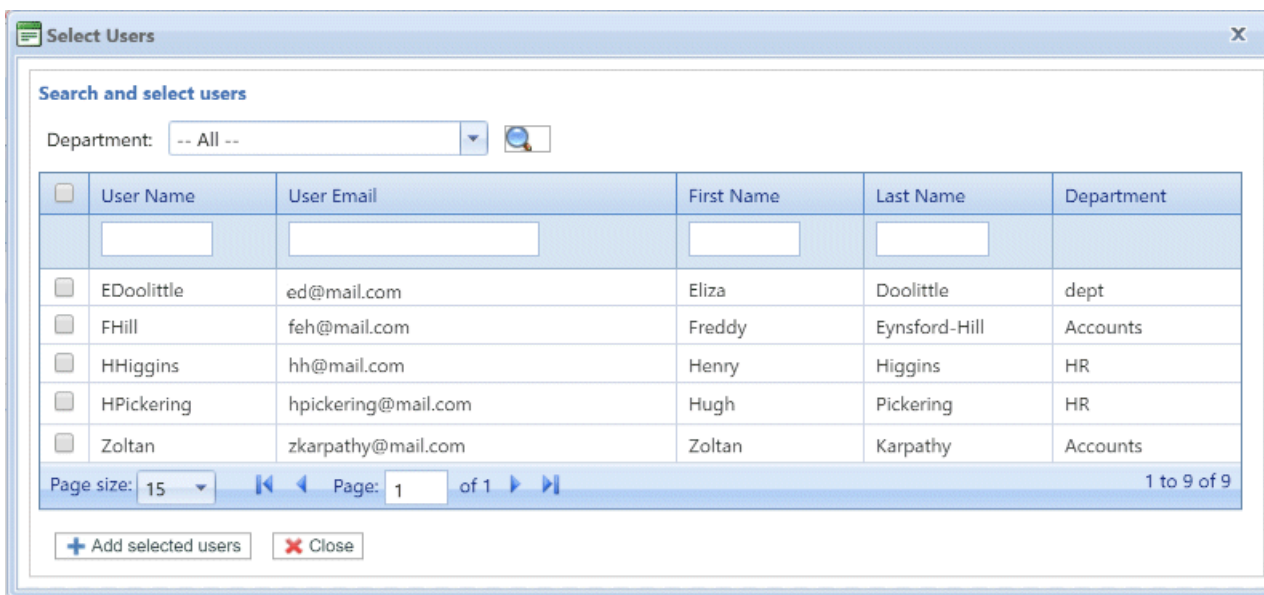 Select Users
Search and select users
Department: -- All --
User Name User Email First Name Last Name Department
EDoolittle ed@mail.com Eliza Doolittle dept
FHill feh@mail.com Freddy Eynsford-Hill Accounts
HHiggins hh@mail.com Henry Higgins HR
HPickering hpickering@mail.com Hugh Pickering HR
Zoltan zkarpathy@mail.com Zoltan Karpathy Accounts
Page size: 15 Page: 1 of 1 1 to 9 of 9
Add selected users Close